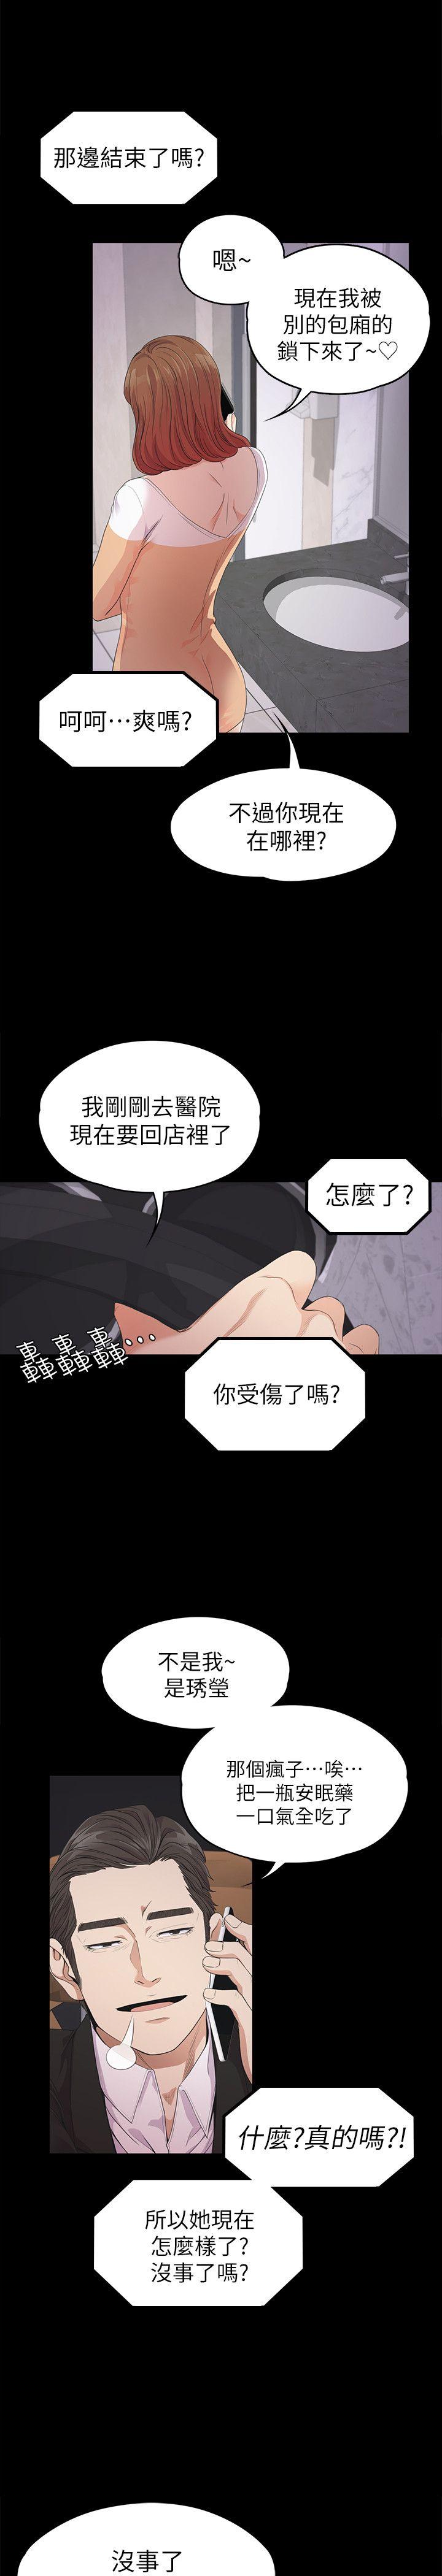 那邊結束了嗎?
嗯~
現在我被
別的包廂的
鎖下來了~♡
呵呵⋯爽嗎?
不過你現在
在哪裡?
我剛剛去醫院
現在要回店裡了
怎麼了?
轟轟轟⋯
你受傷了嗎?
不是我~
是琇瑩
那個瘋子⋯唉⋯
把一瓶安眠藥
一口氣全吃了
什麼?真的嗎?!
所以她現在
怎麼樣了?
沒事了嗎?
沒事了